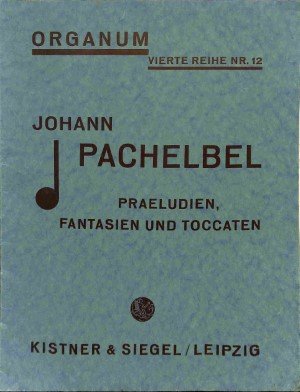 ORGANUM
VIERTE REIHE NR. 12
JOHANN
PACHELBEL
PRAELUDIEN,
FANTASIEN UND TOCCATEN
KISTNER & SIEGEL / LEIPZIG